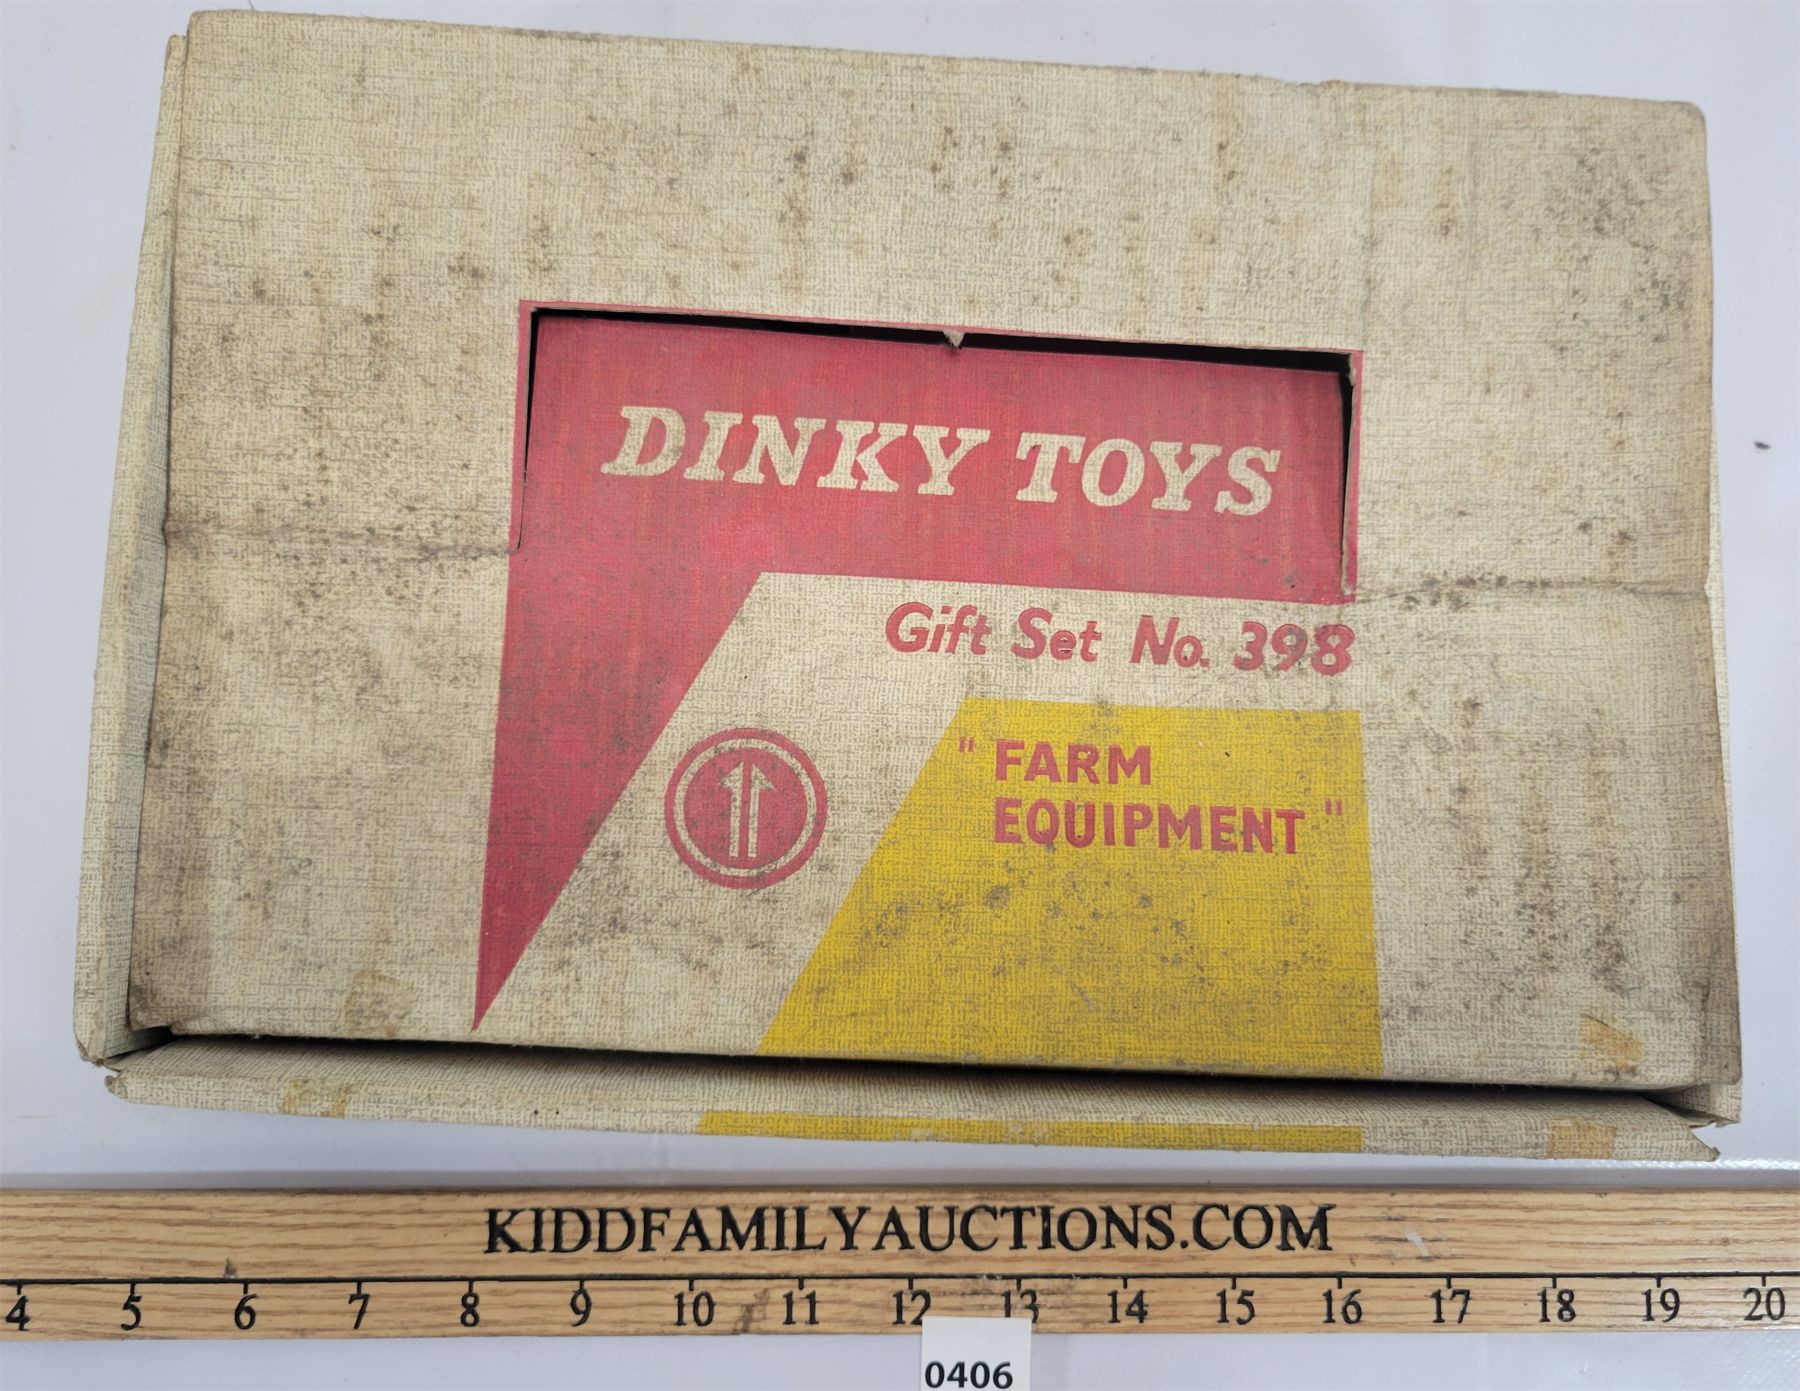 DINKY TOYS
Gift Set No. 398
" FARM
EQUIPMENT "
KIDDFAMILYAUCTIONS.COM
4 5 6 7 8 9 10 11 12 13 14 15 16 17 18 19 20
0406